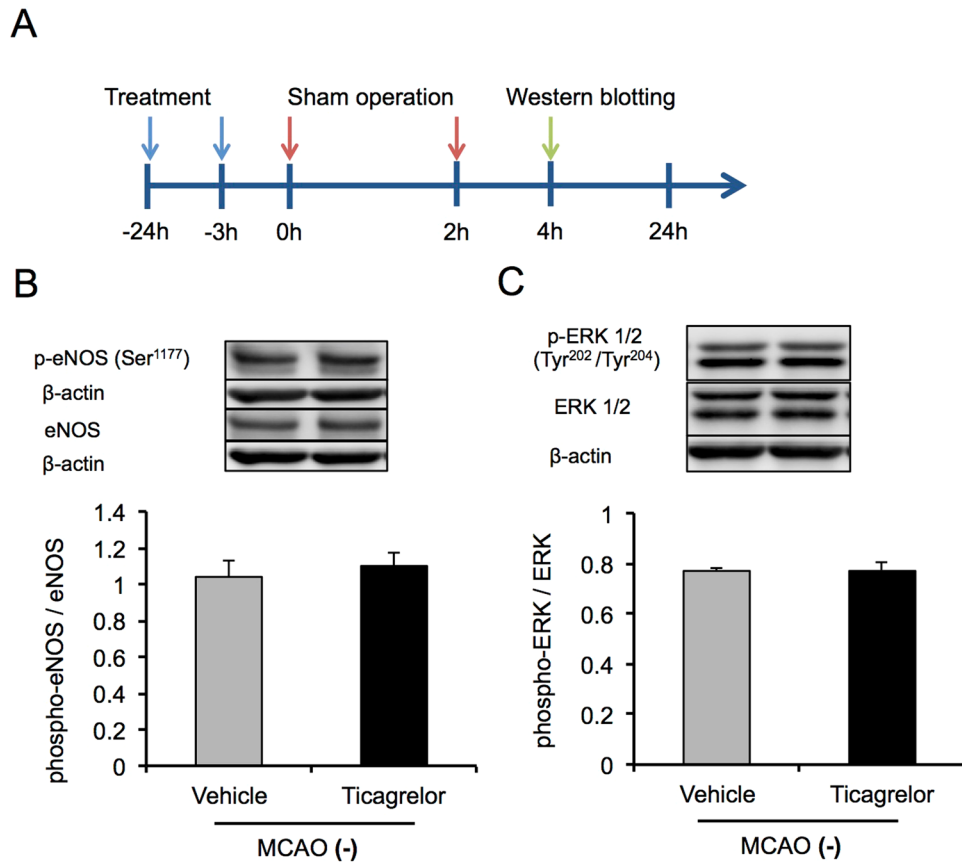 A
Treatment Sham operation Western blotting
-24h -3h 0h 2h 4h 24h
B
p-eNOS (Ser¹¹⁷⁷)
β-actin
eNOS
β-actin
phospho-eNOS / eNOS
1.4
1.2
1
0.8
0.6
0.4
0.2
0
Vehicle Ticagrelor
MCAO (-)
C
p-ERK 1/2
(Tyr²⁰²/Tyr²⁰⁴)
ERK 1/2
β-actin
phospho-ERK / ERK
1
0.8
0.6
0.4
0.2
0
Vehicle Ticagrelor
MCAO (-)